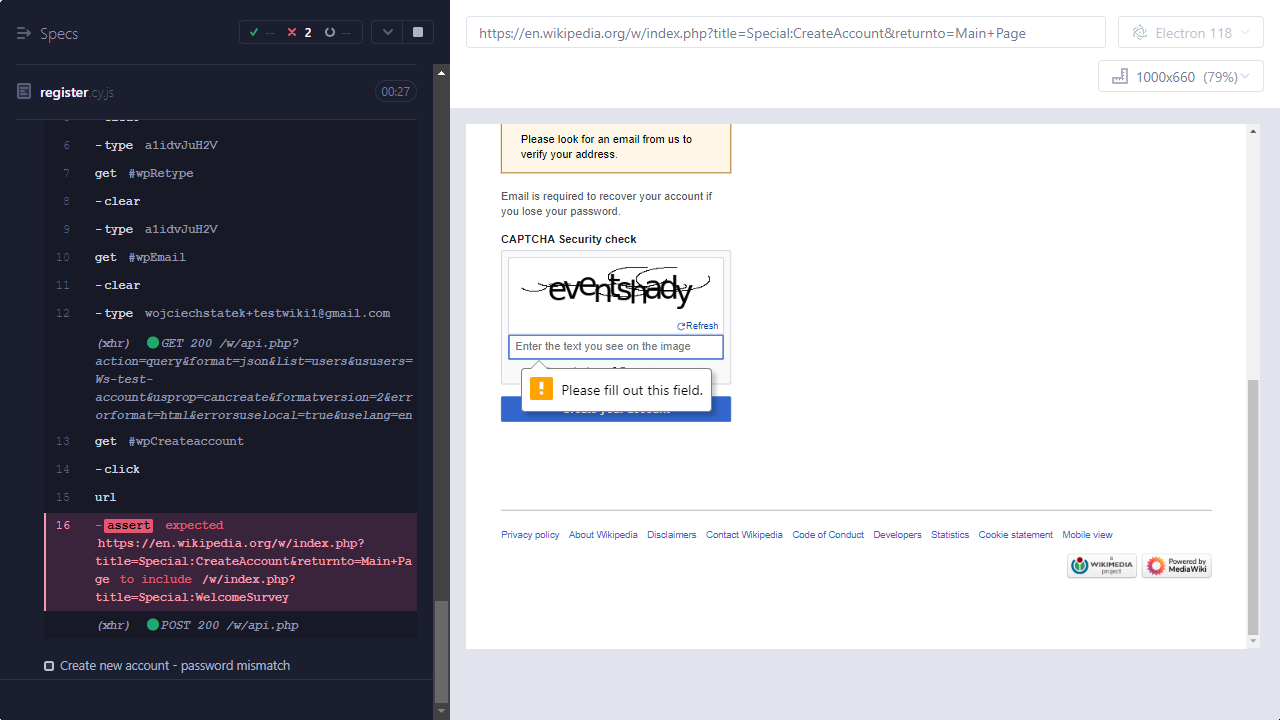 Specs
-- 2 --
register.cy.js
00:27
6 -type a1idvJuH2V
7 get #wpRetype
8 -clear
9 -type a1idvJuH2V
10 get #wpEmail
11 -clear
12 -type wojciechstatek+testwiki1@gmail.com
(xhr) GET 200 /w/api.php?
action=query&format=json&list=users&ususers=
Ws-test-
account&usprop=cancreate&formatversion=2&err
orformat=html&errorsuselocal=true&uselang=en
13 get #wpCreateaccount
14 -click
15 url
16 -assert expected
https://en.wikipedia.org/w/index.php?
title=Special:CreateAccount&returnto=Main+Pa
ge to include /w/index.php?
title=Special:WelcomeSurvey
(xhr) POST 200 /w/api.php
Create new account - password mismatch
https://en.wikipedia.org/w/index.php?title=Special:CreateAccount&returnto=Main+Page
Electron 118
1000x660 (79%)
Please look for an email from us to
verify your address.
Email is required to recover your account if
you lose your password.
CAPTCHA Security check
eventshady
Refresh
Enter the text you see on the image
Please fill out this field.
Privacy policy About Wikipedia Disclaimers Contact Wikipedia Code of Conduct Developers Statistics Cookie statement Mobile view
A WIKIMEDIA project
Powered by MediaWiki